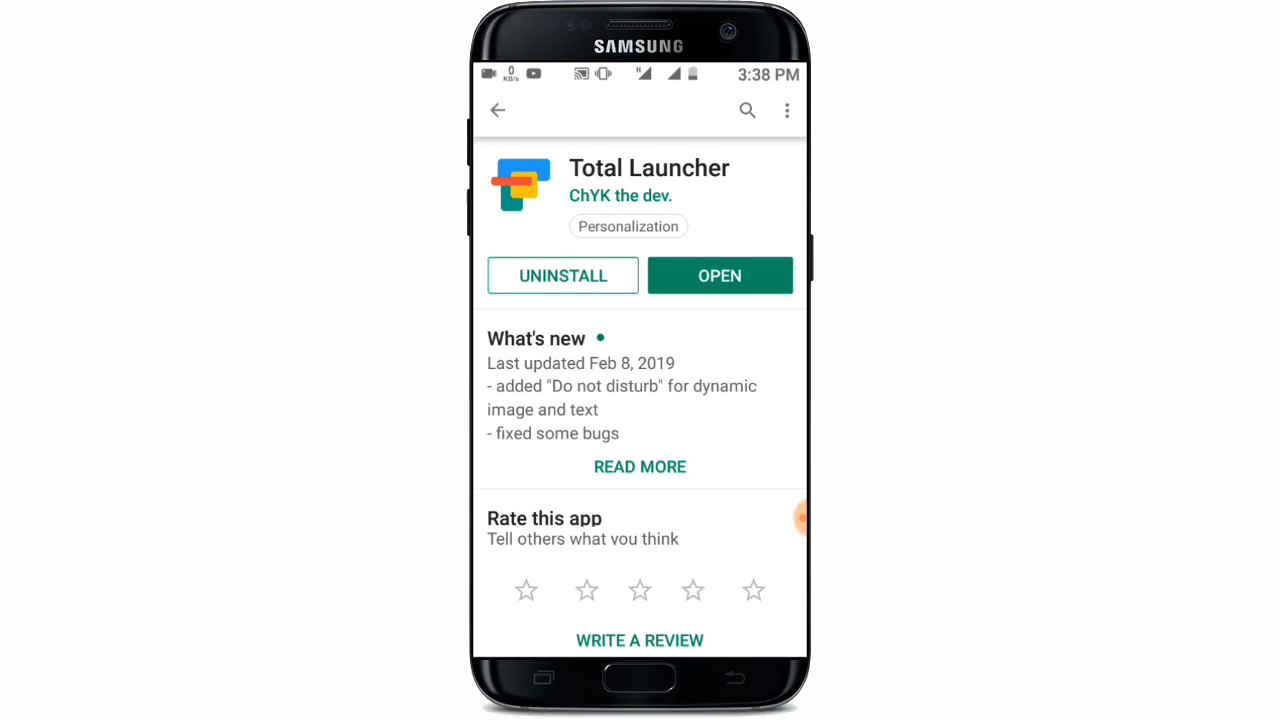 SAMSUNG
0
KB/s
H
3:38 PM
Total Launcher
ChYK the dev.
Personalization
UNINSTALL
OPEN
What's new
Last updated Feb 8, 2019
- added "Do not disturb" for dynamic
image and text
- fixed some bugs
READ MORE
Rate this app
Tell others what you think
WRITE A REVIEW